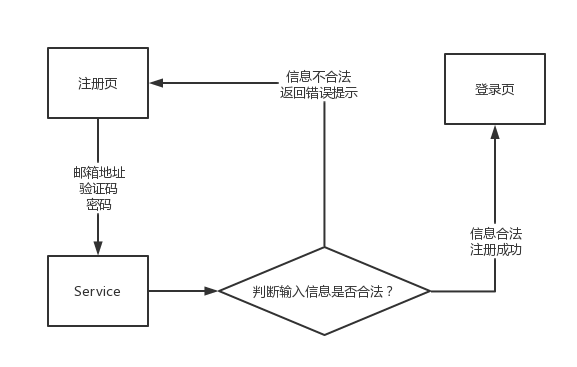 注册页
信息不合法
返回错误提示
登录页
邮箱地址
验证码
密码
信息合法
注册成功
Service
判断输入信息是否合法？